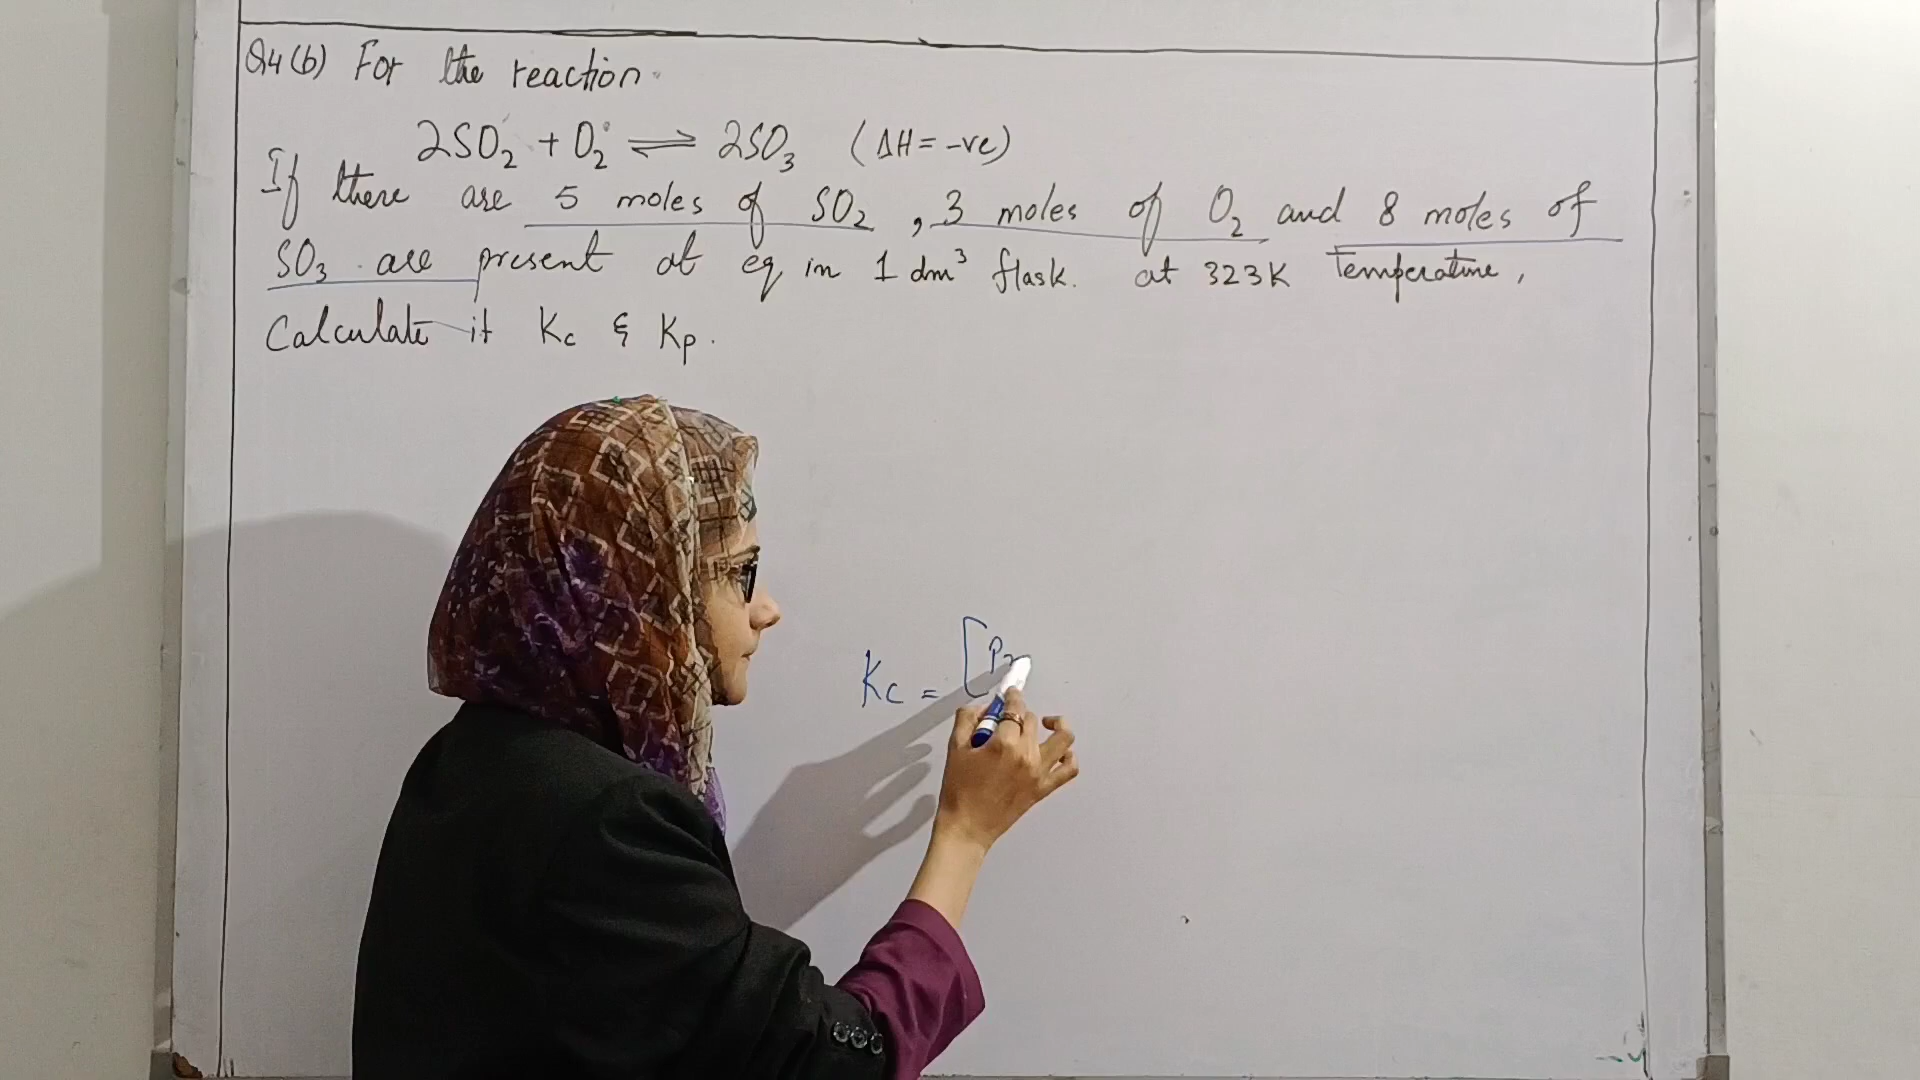 Q4(b) For the reaction.
2SO₂ + O₂ ⇌ 2SO₃ (ΔH = -ve)
If there are 5 moles of SO₂, 3 moles of O₂ and 8 moles of
SO₃ are present at eq in 1 dm³ flask. at 323K Temperature,
Calculate it Kc & Kp.
Kc = [Pr